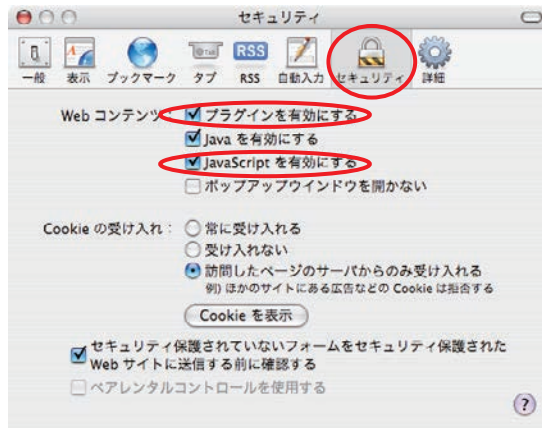 セキュリティ
RSS
一般 表示 ブックマーク タブ RSS 自動入力 セキュリティ 詳細
Web コンテンツ： プラグインを有効にする
Java を有効にする
JavaScript を有効にする
ポップアップウインドウを開かない
Cookie の受け入れ： 常に受け入れる
受け入れない
訪問したページのサーバからのみ受け入れる
例) ほかのサイトにある広告などの Cookie は拒否する
Cookie を表示
セキュリティ保護されていないフォームをセキュリティ保護された
Web サイトに送信する前に確認する
ペアレンタルコントロールを使用する
?